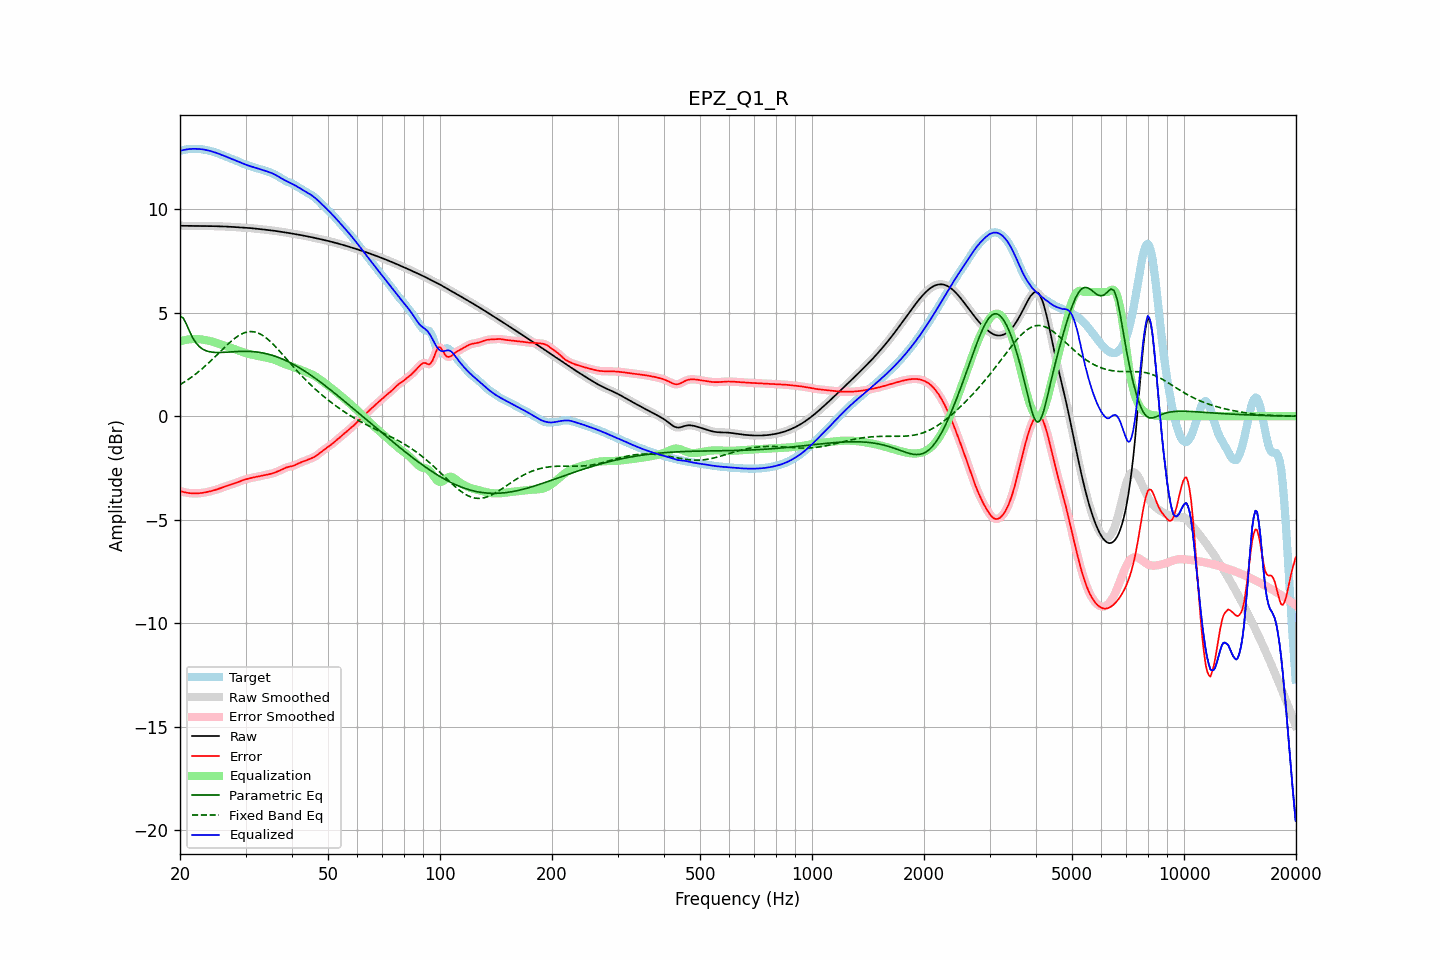 EPZ_Q1_R
Amplitude (dBr)
10
5
0
−5
−10
−15
−20
Target
Raw Smoothed
Error Smoothed
Raw
Error
Equalization
Parametric Eq
Fixed Band Eq
Equalized
20 50 100 200 500 1000 2000 5000 10000 20000
Frequency (Hz)